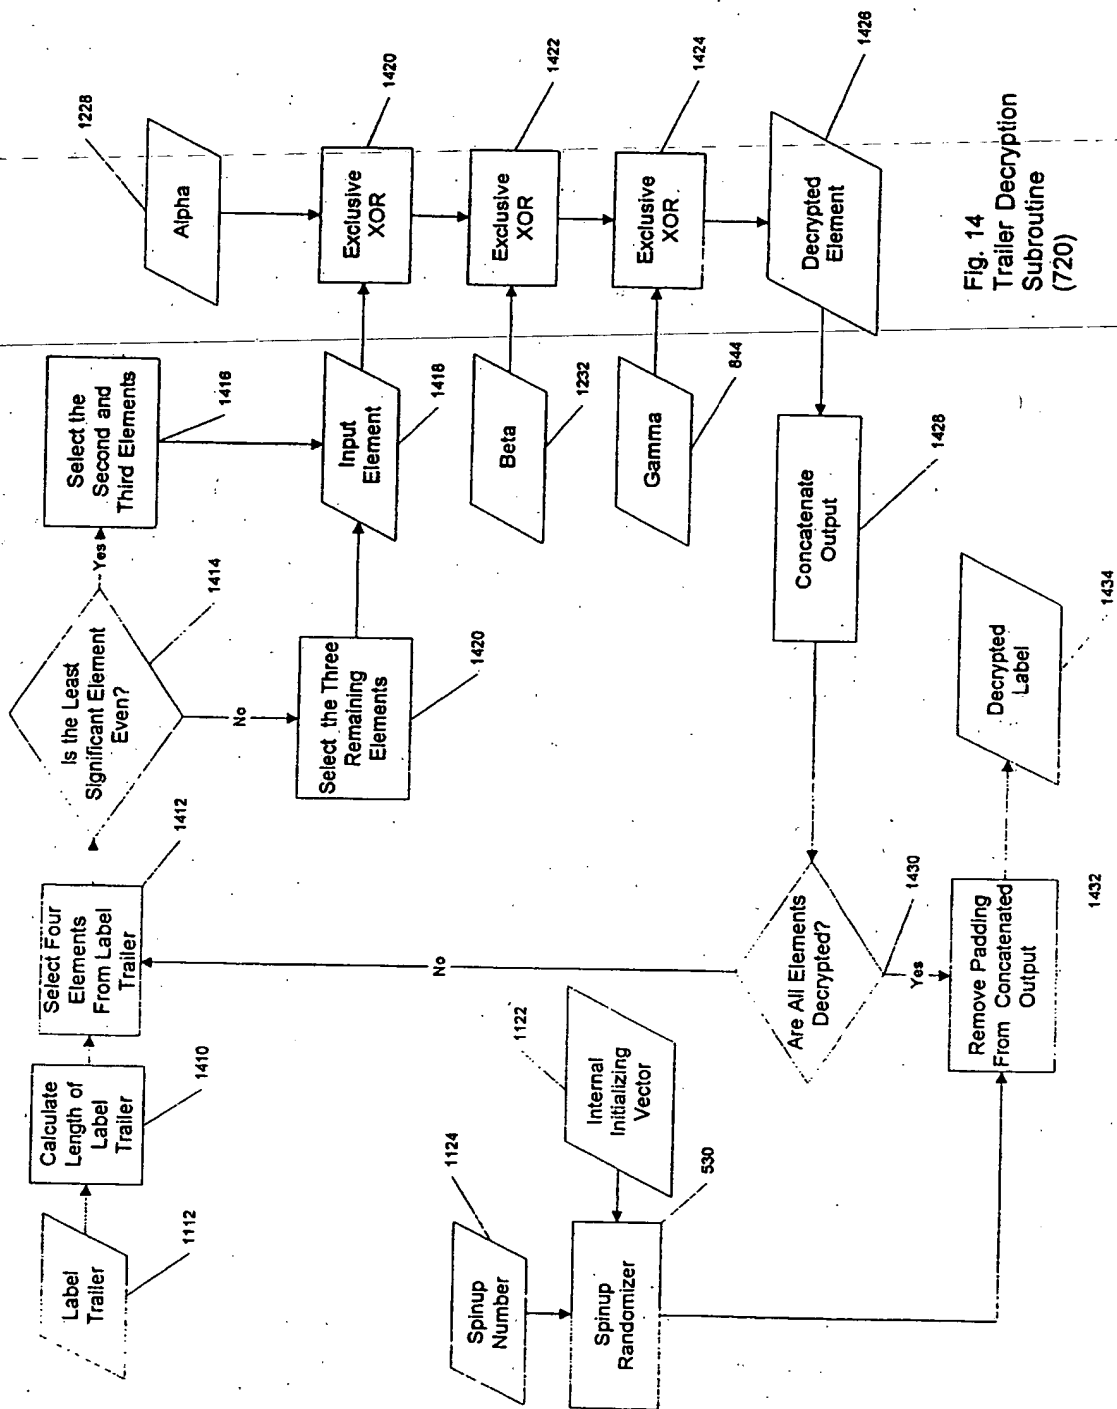 Label
Trailer
1112
Calculate
Length of
Label
Trailer
1410
Select Four
Elements
From Label
Trailer
1412
Is the Least
Significant Element
Even?
1414
Yes
No
Select the
Second and
Third Elements
1416
Select the Three
Remaining
Elements
1420
Input
Element
1418
Alpha
1228
Exclusive
XOR
1420
Beta
1232
Exclusive
XOR
1422
Gamma
844
Exclusive
XOR
1424
Decrypted
Element
1426
Concatenate
Output
1428
Are All Elements
Decrypted?
1430
No
Yes
Spinup
Number
1124
Internal
Initializing
Vector
1122
Spinup
Randomizer
530
Remove Padding
From Concatenated
Output
1432
Decrypted
Label
1434
Fig. 14
Trailer Decryption
Subroutine
(720)